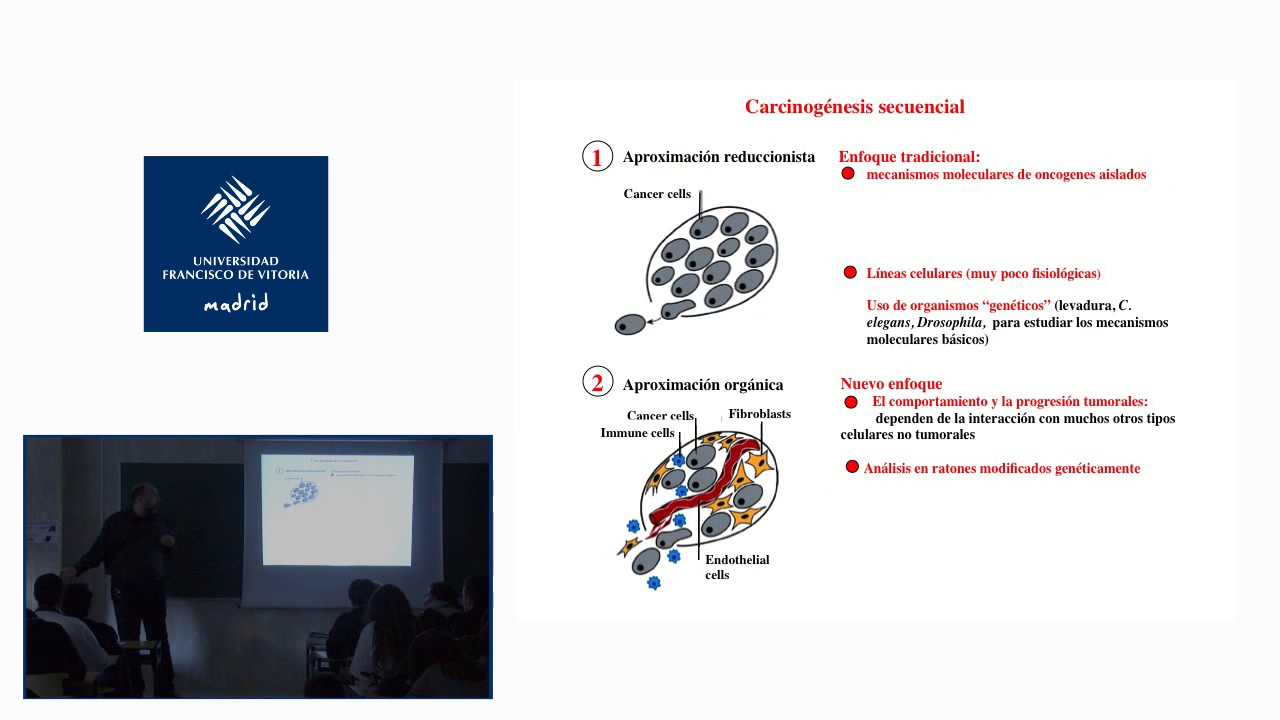 UNIVERSIDAD
FRANCISCO DE VITORIA
madrid
Carcinogénesis secuencial
1 Aproximación reduccionista
Cancer cells
Enfoque tradicional:
mecanismos moleculares de oncogenes aislados
Líneas celulares (muy poco fisiológicas)
Uso de organismos “genéticos” (levadura, C.
elegans, Drosophila, para estudiar los mecanismos
moleculares básicos)
2 Aproximación orgánica
Cancer cells
Fibroblasts
Immune cells
Endothelial
cells
Nuevo enfoque
El comportamiento y la progresión tumorales:
dependen de la interacción con muchos otros tipos
celulares no tumorales
Análisis en ratones modificados genéticamente